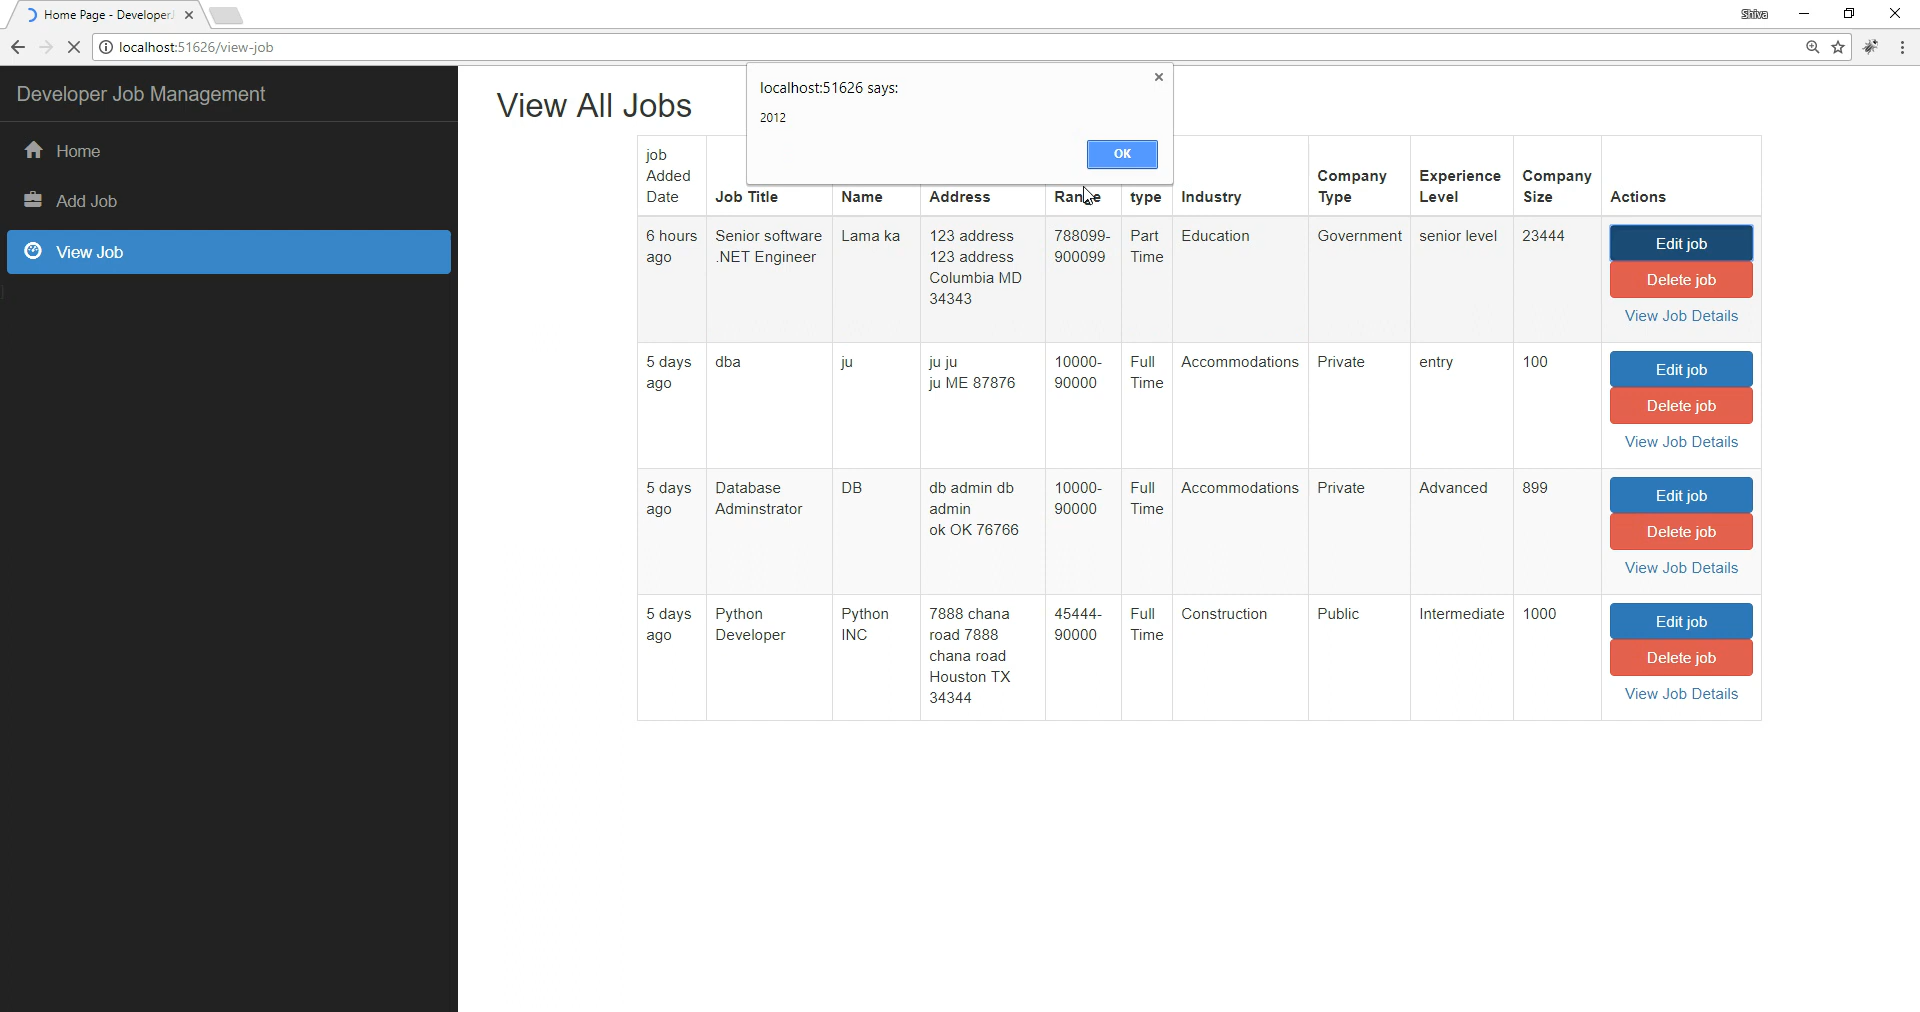 Home Page - Developer
Shiva
localhost:51626/view-job
Developer Job Management
Home
Add Job
View Job
View All Jobs
localhost:51626 says:
2012
OK
job Added Date
Job Title
Name
Address
Range
type
Industry
Company Type
Experience Level
Company Size
Actions
6 hours ago
Senior software .NET Engineer
Lama ka
123 address
123 address
Columbia MD
34343
788099-
900099
Part Time
Education
Government
senior level
23444
Edit job
Delete job
View Job Details
5 days ago
dba
ju
ju ju
ju ME 87876
10000-
90000
Full Time
Accommodations
Private
entry
100
Edit job
Delete job
View Job Details
5 days ago
Database Adminstrator
DB
db admin db
admin
ok OK 76766
10000-
90000
Full Time
Accommodations
Private
Advanced
899
Edit job
Delete job
View Job Details
5 days ago
Python Developer
Python INC
7888 chana
road 7888
chana road
Houston TX
34344
45444-
90000
Full Time
Construction
Public
Intermediate
1000
Edit job
Delete job
View Job Details